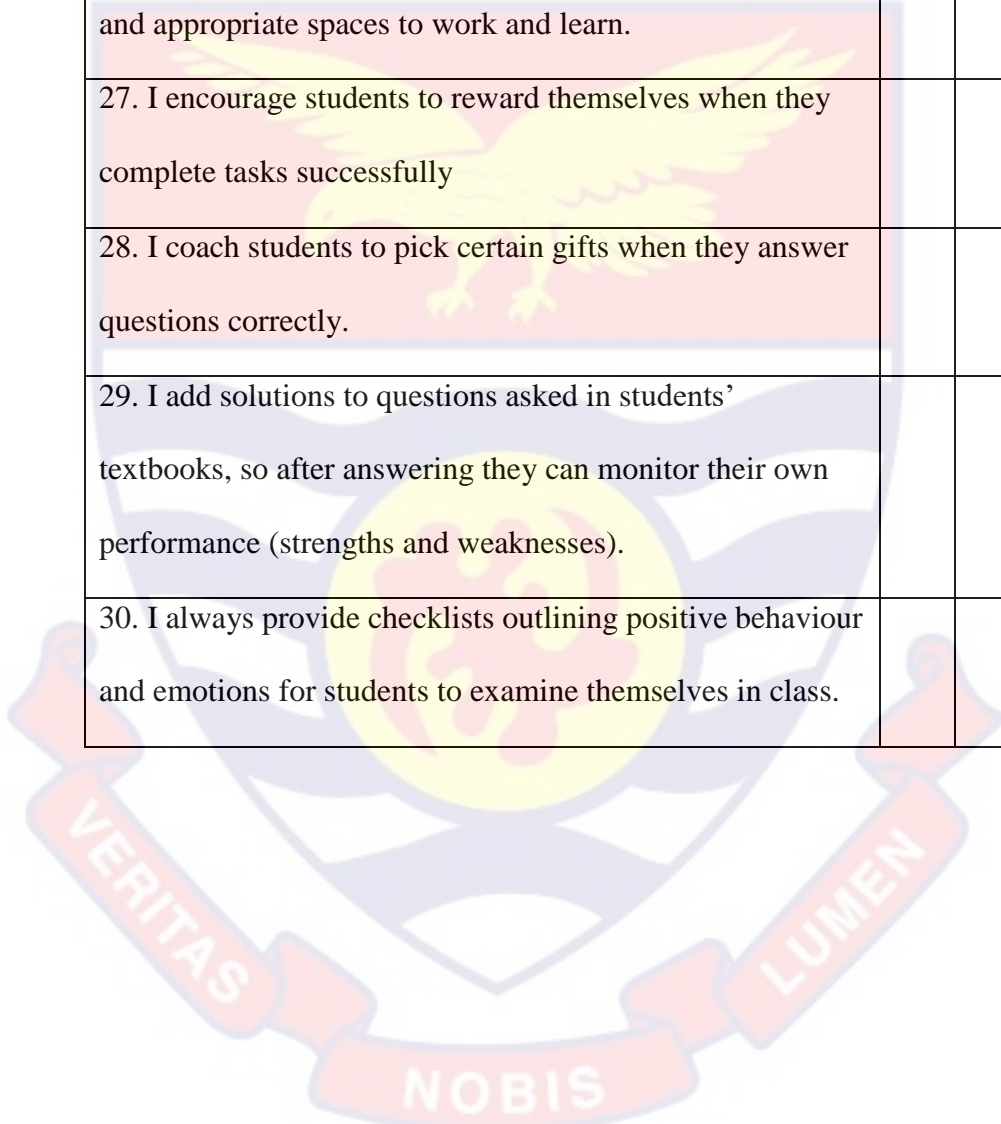 and appropriate spaces to work and learn.
27. I encourage students to reward themselves when they
complete tasks successfully
28. I coach students to pick certain gifts when they answer
questions correctly.
29. I add solutions to questions asked in students’
textbooks, so after answering they can monitor their own
performance (strengths and weaknesses).
30. I always provide checklists outlining positive behaviour
and emotions for students to examine themselves in class.
VERITAS
NOBIS
LUMEN